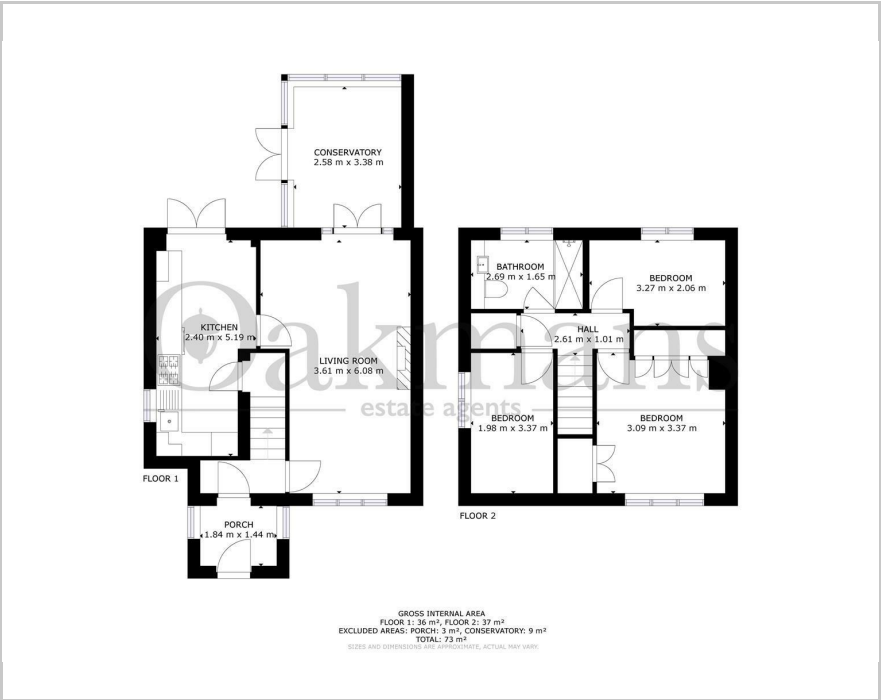 CONSERVATORY
2.58 m x 3.38 m
KITCHEN
2.40 m x 5.19 m
LIVING ROOM
3.61 m x 6.08 m
FLOOR 1
PORCH
1.84 m x 1.44 m
BATHROOM
2.69 m x 1.65 m
BEDROOM
3.27 m x 2.06 m
HALL
2.61 m x 1.01 m
BEDROOM
1.98 m x 3.37 m
BEDROOM
3.09 m x 3.37 m
FLOOR 2
Oakmans
estate agents
GROSS INTERNAL AREA
FLOOR 1: 36 m², FLOOR 2: 37 m²
EXCLUDED AREAS: PORCH: 3 m², CONSERVATORY: 9 m²
TOTAL: 73 m²
SIZES AND DIMENSIONS ARE APPROXIMATE, ACTUAL MAY VARY.